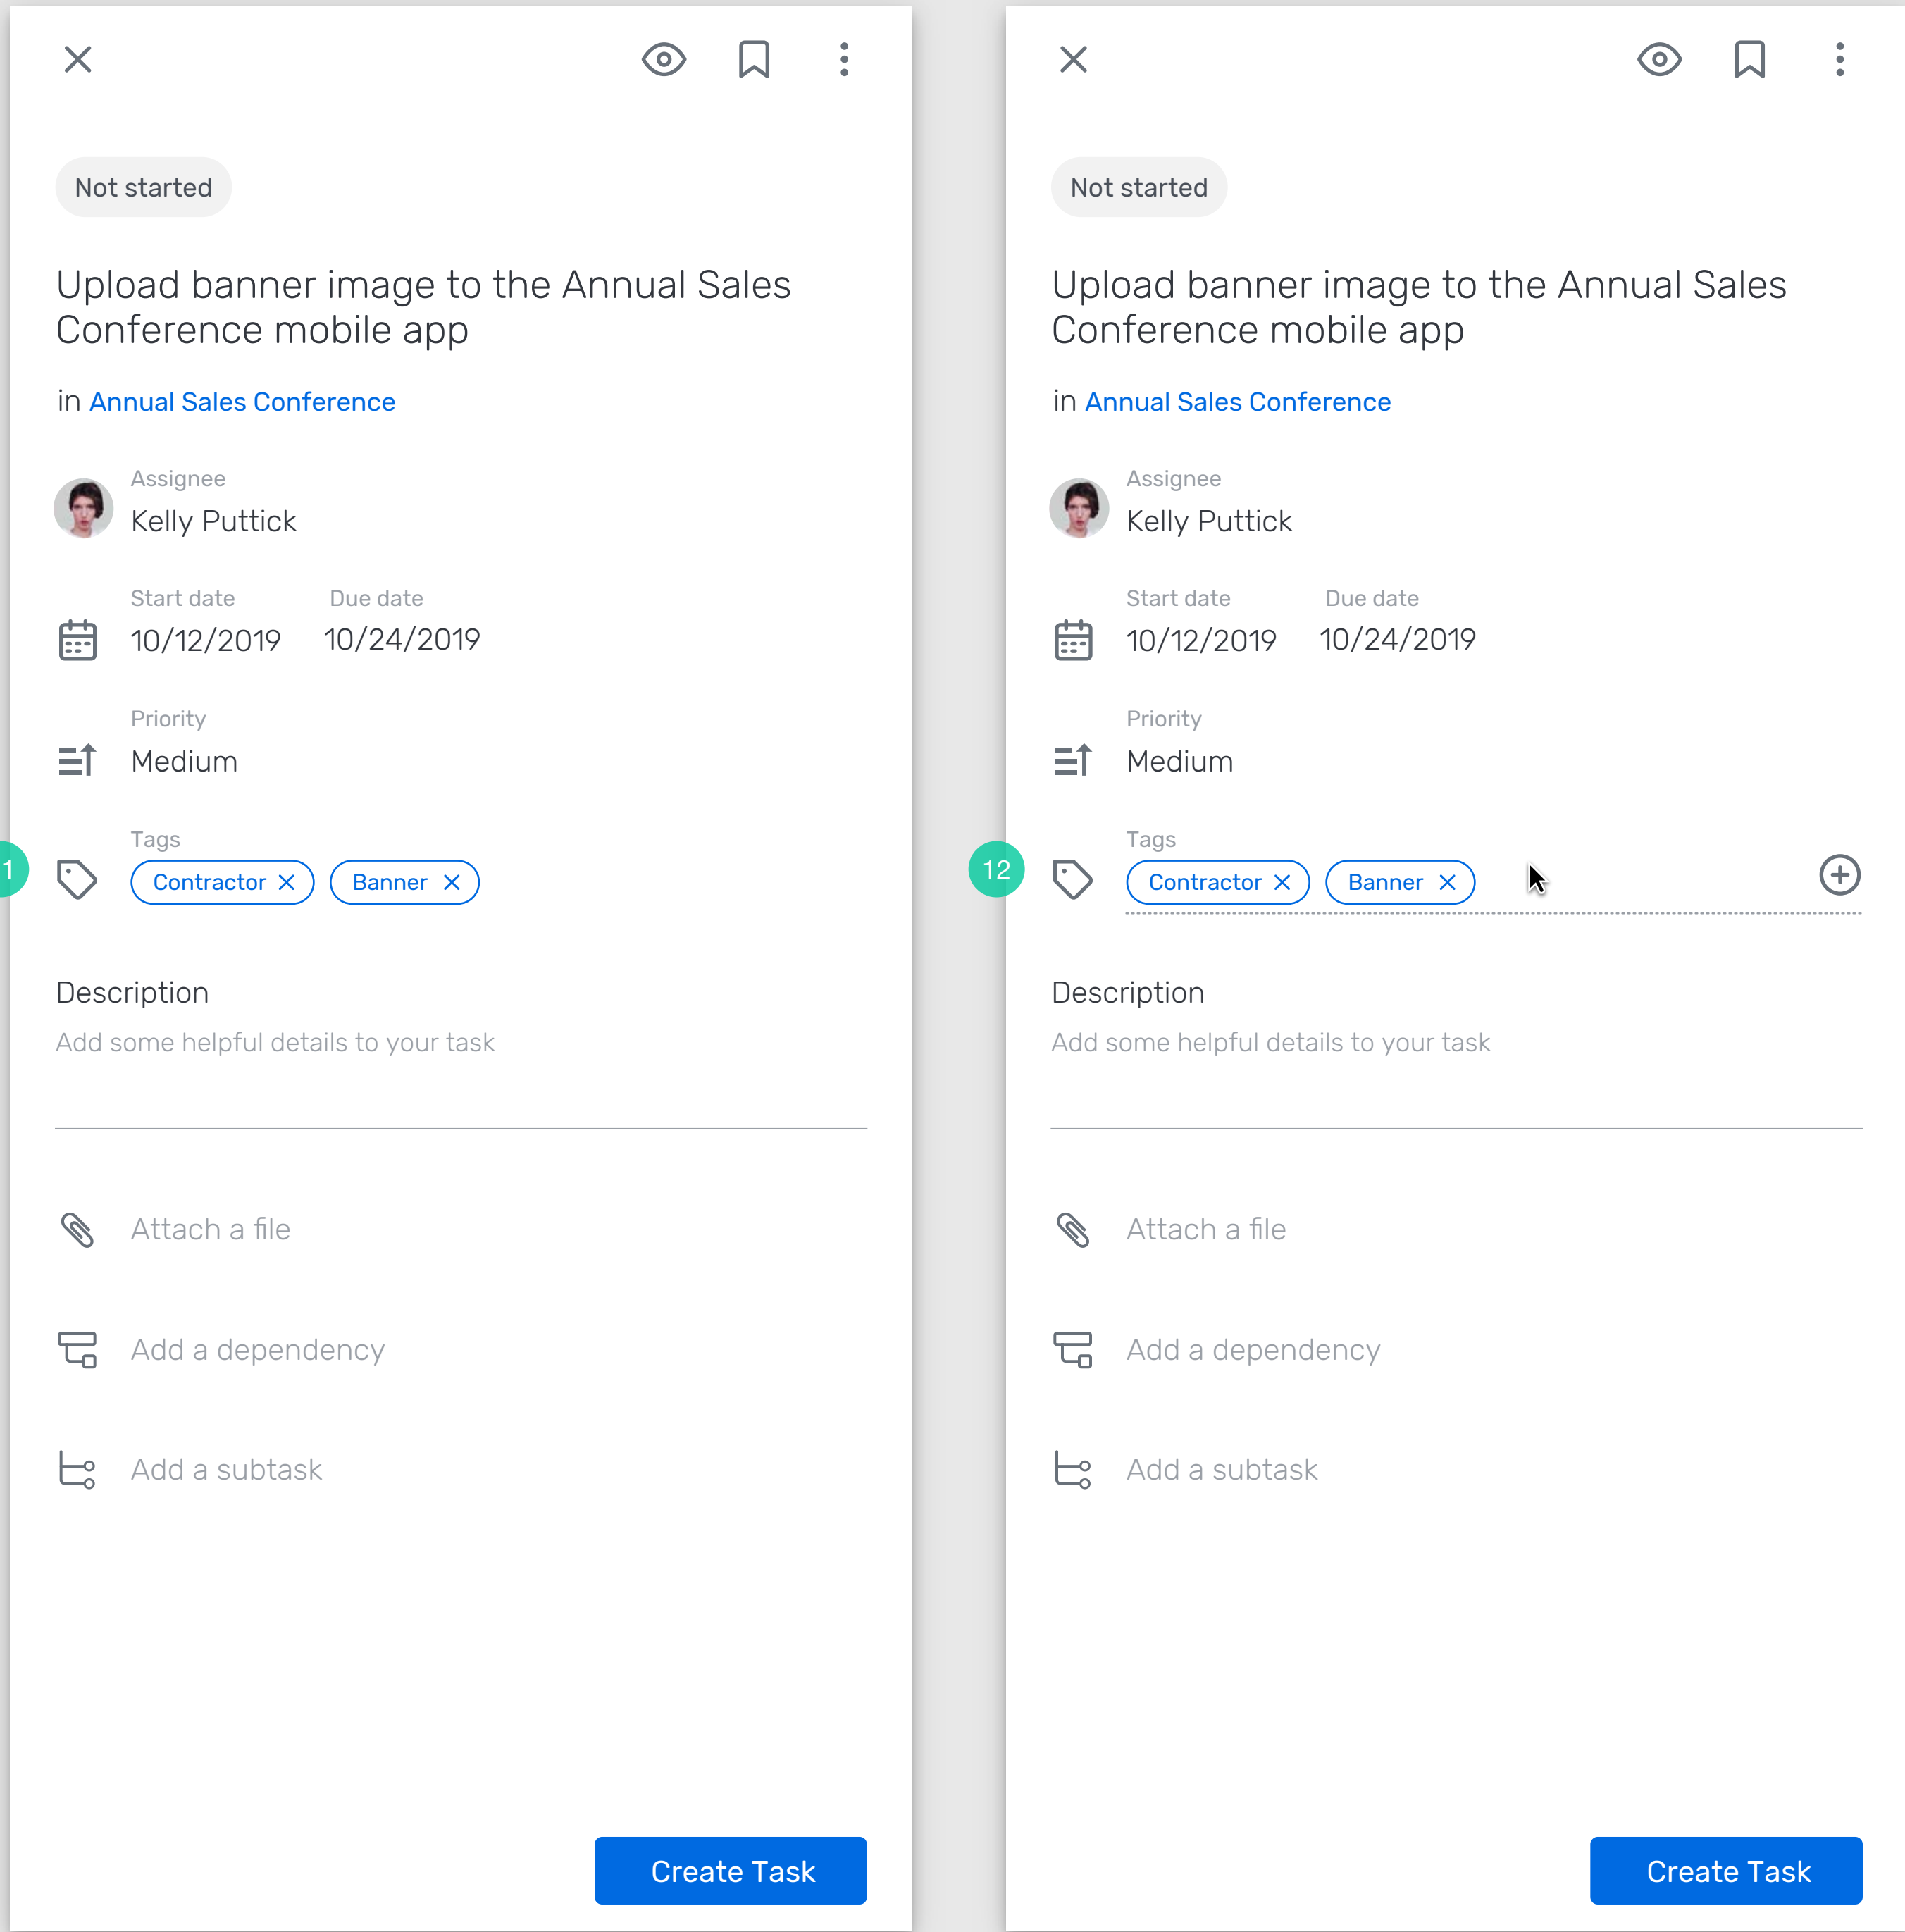 Not started
Upload banner image to the Annual Sales
Conference mobile app
in Annual Sales Conference
Assignee
Kelly Puttick
Start date
Due date
10/12/2019
10/24/2019
Priority
Medium
1
Tags
Contractor
Banner
Description
Add some helpful details to your task
Attach a file
Add a dependency
Add a subtask
Create Task
Not started
Upload banner image to the Annual Sales
Conference mobile app
in Annual Sales Conference
Assignee
Kelly Puttick
Start date
Due date
10/12/2019
10/24/2019
Priority
Medium
12
Tags
Contractor
Banner
Description
Add some helpful details to your task
Attach a file
Add a dependency
Add a subtask
Create Task